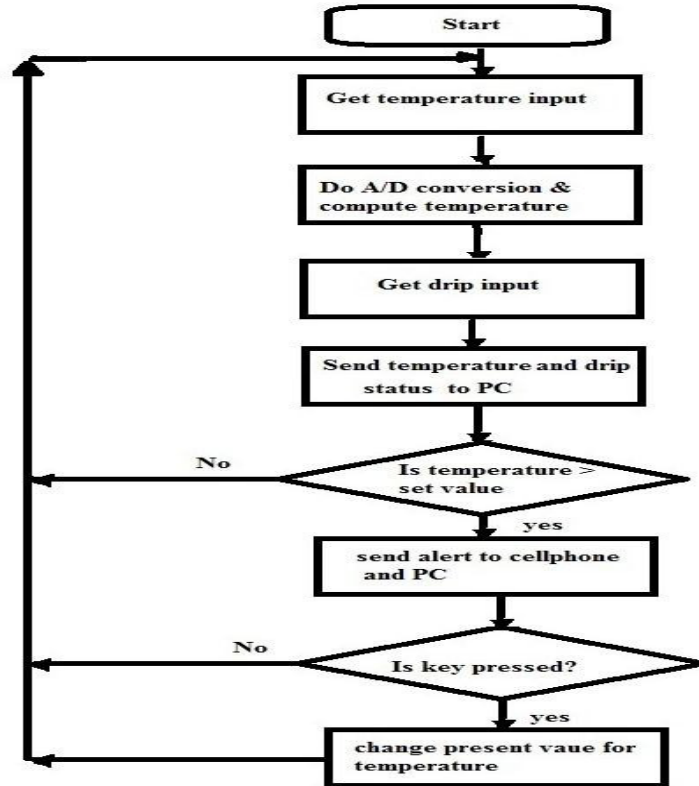 Start
Get temperature input
Do A/D conversion &
compute temperature
Get drip input
Send temperature and drip
status to PC
Is temperature >
set value
No
yes
send alert to cellphone
and PC
Is key pressed?
No
yes
change present vaue for
temperature